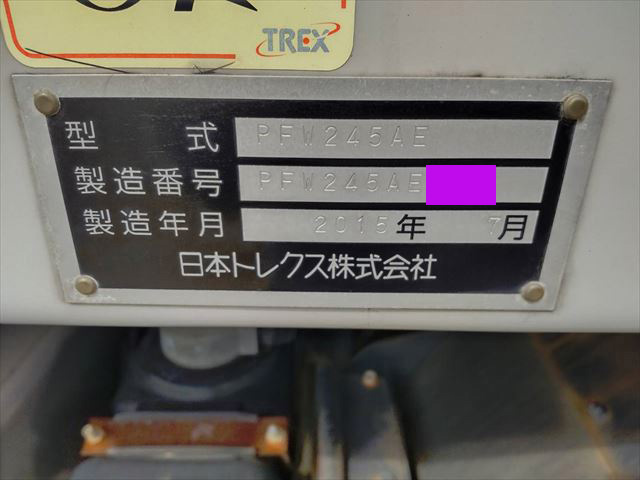 TREX
型式 PFW245AE
製造番号 PFW245AE
製造年月 2015年 7月
日本トレクス株式会社